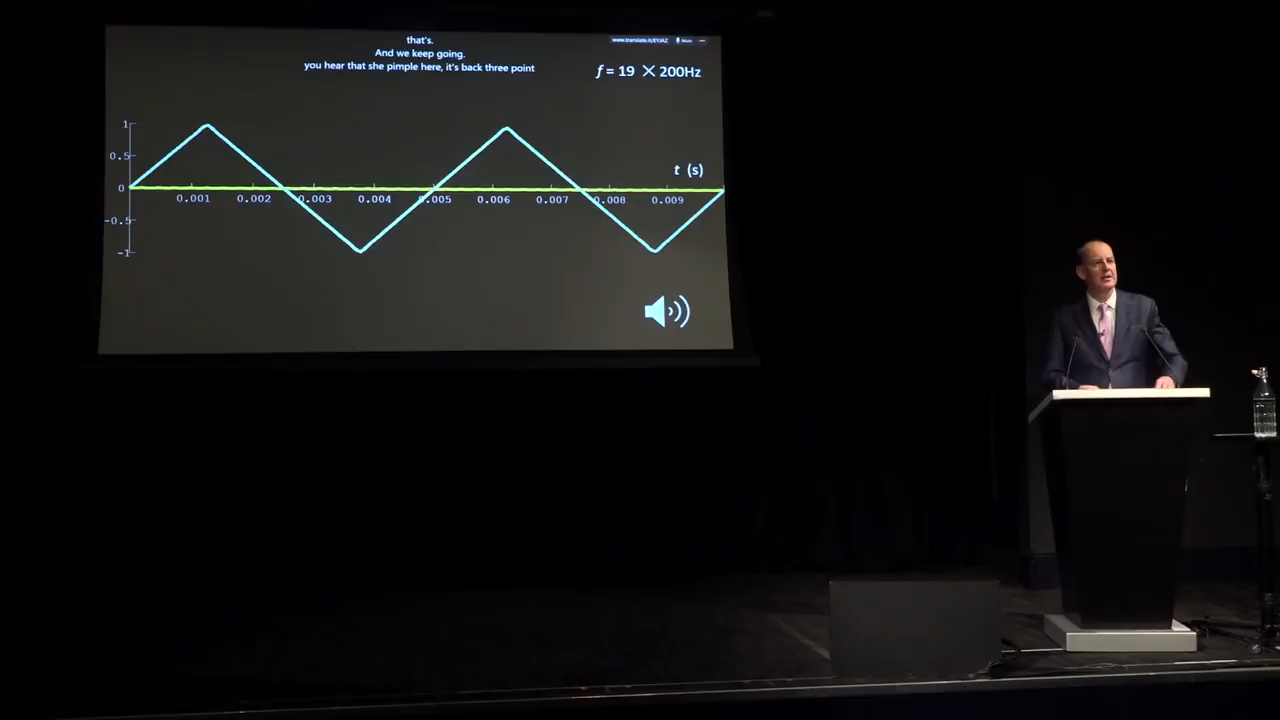 that's.
And we keep going.
you hear that she pimple here, it's back three point
Mute
f = 19 × 200Hz
1
0.5
t (s)
0
0.001 0.002 0.003 0.004 0.005 0.006 0.007 0.008 0.009
-0.5
-1